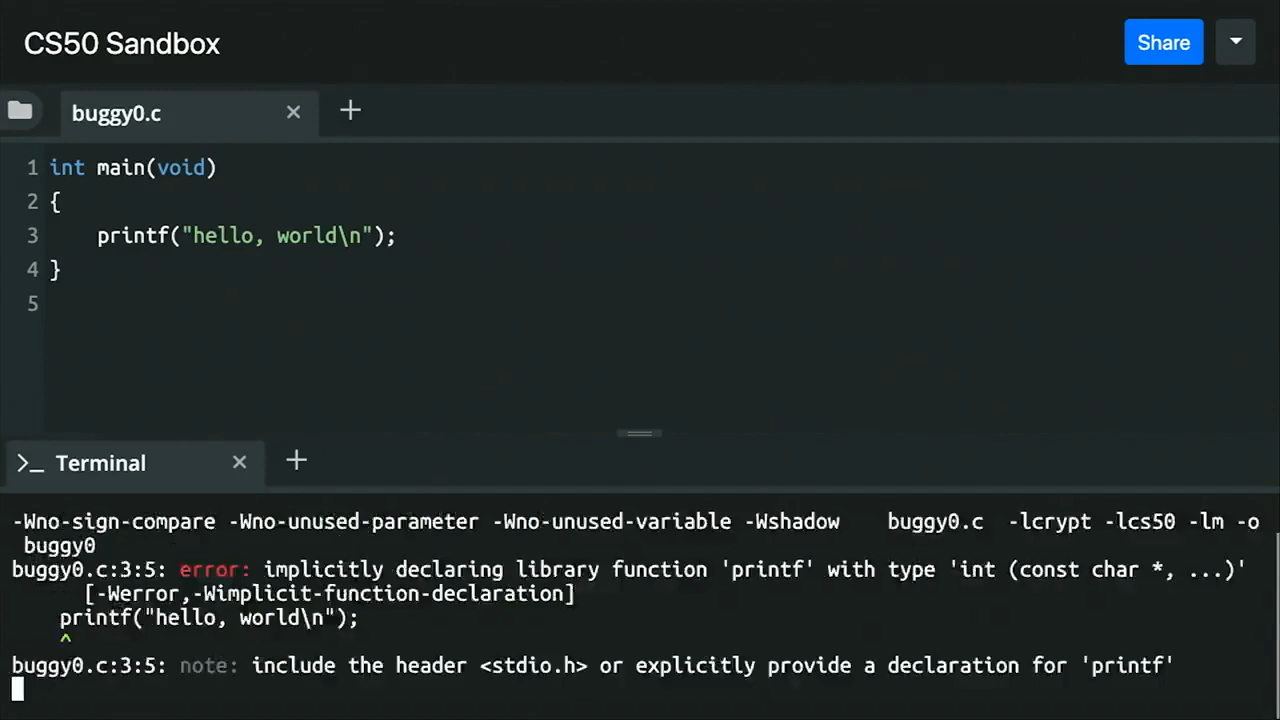 CS50 Sandbox
Share
buggy0.c
1 int main(void)
2 {
3     printf("hello, world\n");
4 }
5
>_ Terminal
-Wno-sign-compare -Wno-unused-parameter -Wno-unused-variable -Wshadow    buggy0.c  -lcrypt -lcs50 -lm -o
 buggy0
buggy0.c:3:5: error: implicitly declaring library function 'printf' with type 'int (const char *, ...)'
      [-Werror,-Wimplicit-function-declaration]
    printf("hello, world\n");
    ^
buggy0.c:3:5: note: include the header <stdio.h> or explicitly provide a declaration for 'printf'